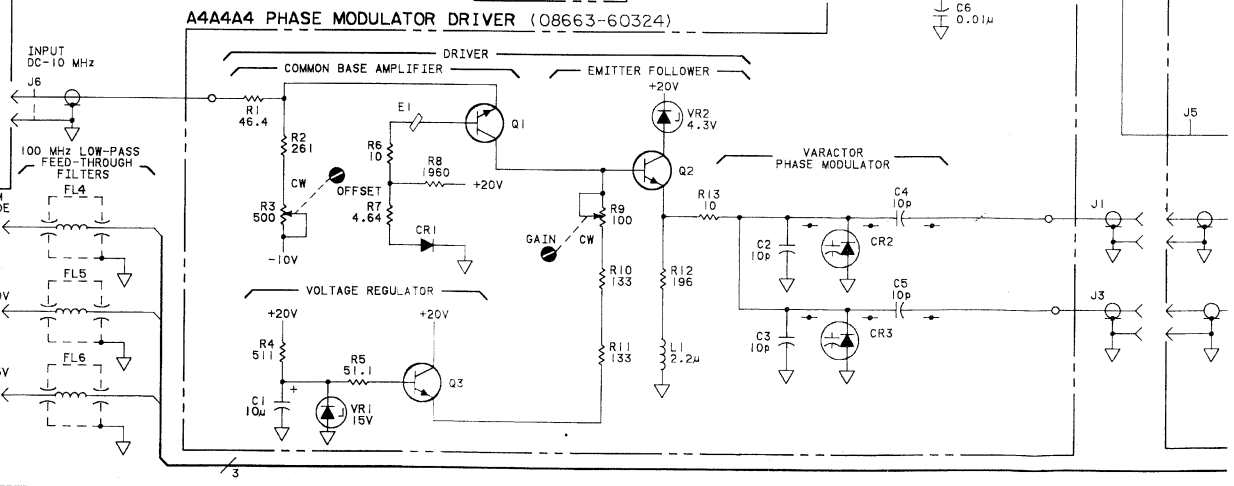 A4A4A4 PHASE MODULATOR DRIVER (08663-60324)
C6
0.01µ
INPUT
DC-10 MHz
J6
DRIVER
COMMON BASE AMPLIFIER
EMITTER FOLLOWER
+20V
VR2
4.3V
R1
46.4
E1
Q1
R2
261
R6
10
R8
1960
+20V
Q2
J5
100 MHz LOW-PASS
FEED-THROUGH
FILTERS
FL4
CW
OFFSET
R3
500
R7
4.64
CR1
-10V
GAIN
CW
R9
100
R13
10
VARACTOR
PHASE MODULATOR
C4
10p
J1
C2
10p
CR2
FL5
R10
133
R12
196
C5
10p
J3
VOLTAGE REGULATOR
+20V
+20V
0V
R4
511
R5
51.1
R11
133
L1
2.2µ
C3
10p
CR3
FL6
Q3
C1
10µ
+
VR1
15V
3